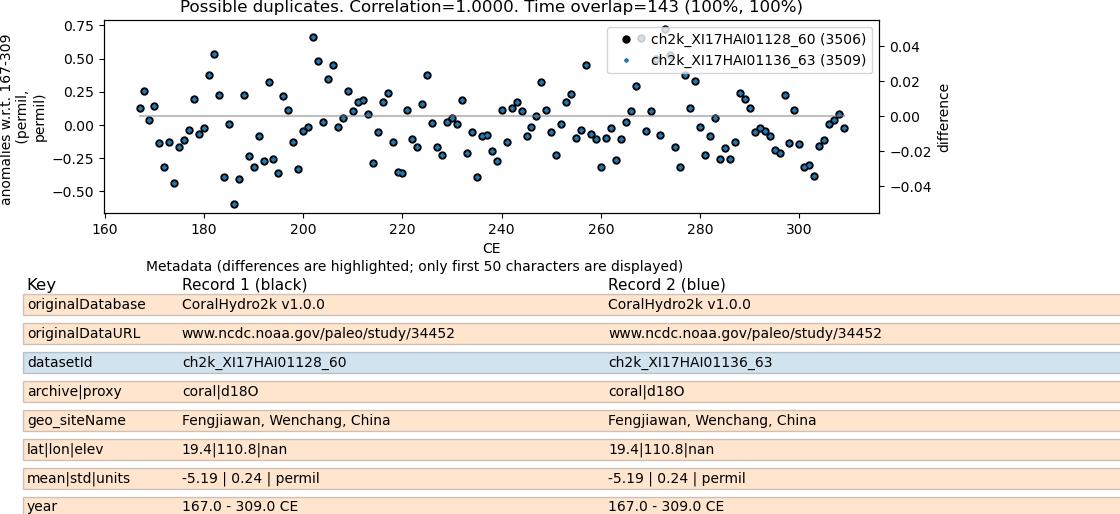 Possible duplicates. Correlation=1.0000. Time overlap=143 (100%, 100%)
anomalies w.r.t. 167-309
(permil,
permil)
0.75
0.50
0.25
0.00
−0.25
−0.50
ch2k_XI17HAI01128_60 (3506)
ch2k_XI17HAI01136_63 (3509)
0.04
0.02
0.00
−0.02
−0.04
difference
160 180 200 220 240 260 280 300
CE
Metadata (differences are highlighted; only first 50 characters are displayed)
Key Record 1 (black) Record 2 (blue)
originalDatabase CoralHydro2k v1.0.0 CoralHydro2k v1.0.0
originalDataURL www.ncdc.noaa.gov/paleo/study/34452 www.ncdc.noaa.gov/paleo/study/34452
datasetId ch2k_XI17HAI01128_60 ch2k_XI17HAI01136_63
archive|proxy coral|d18O coral|d18O
geo_siteName Fengjiawan, Wenchang, China Fengjiawan, Wenchang, China
lat|lon|elev 19.4|110.8|nan 19.4|110.8|nan
mean|std|units -5.19 | 0.24 | permil -5.19 | 0.24 | permil
year 167.0 - 309.0 CE 167.0 - 309.0 CE